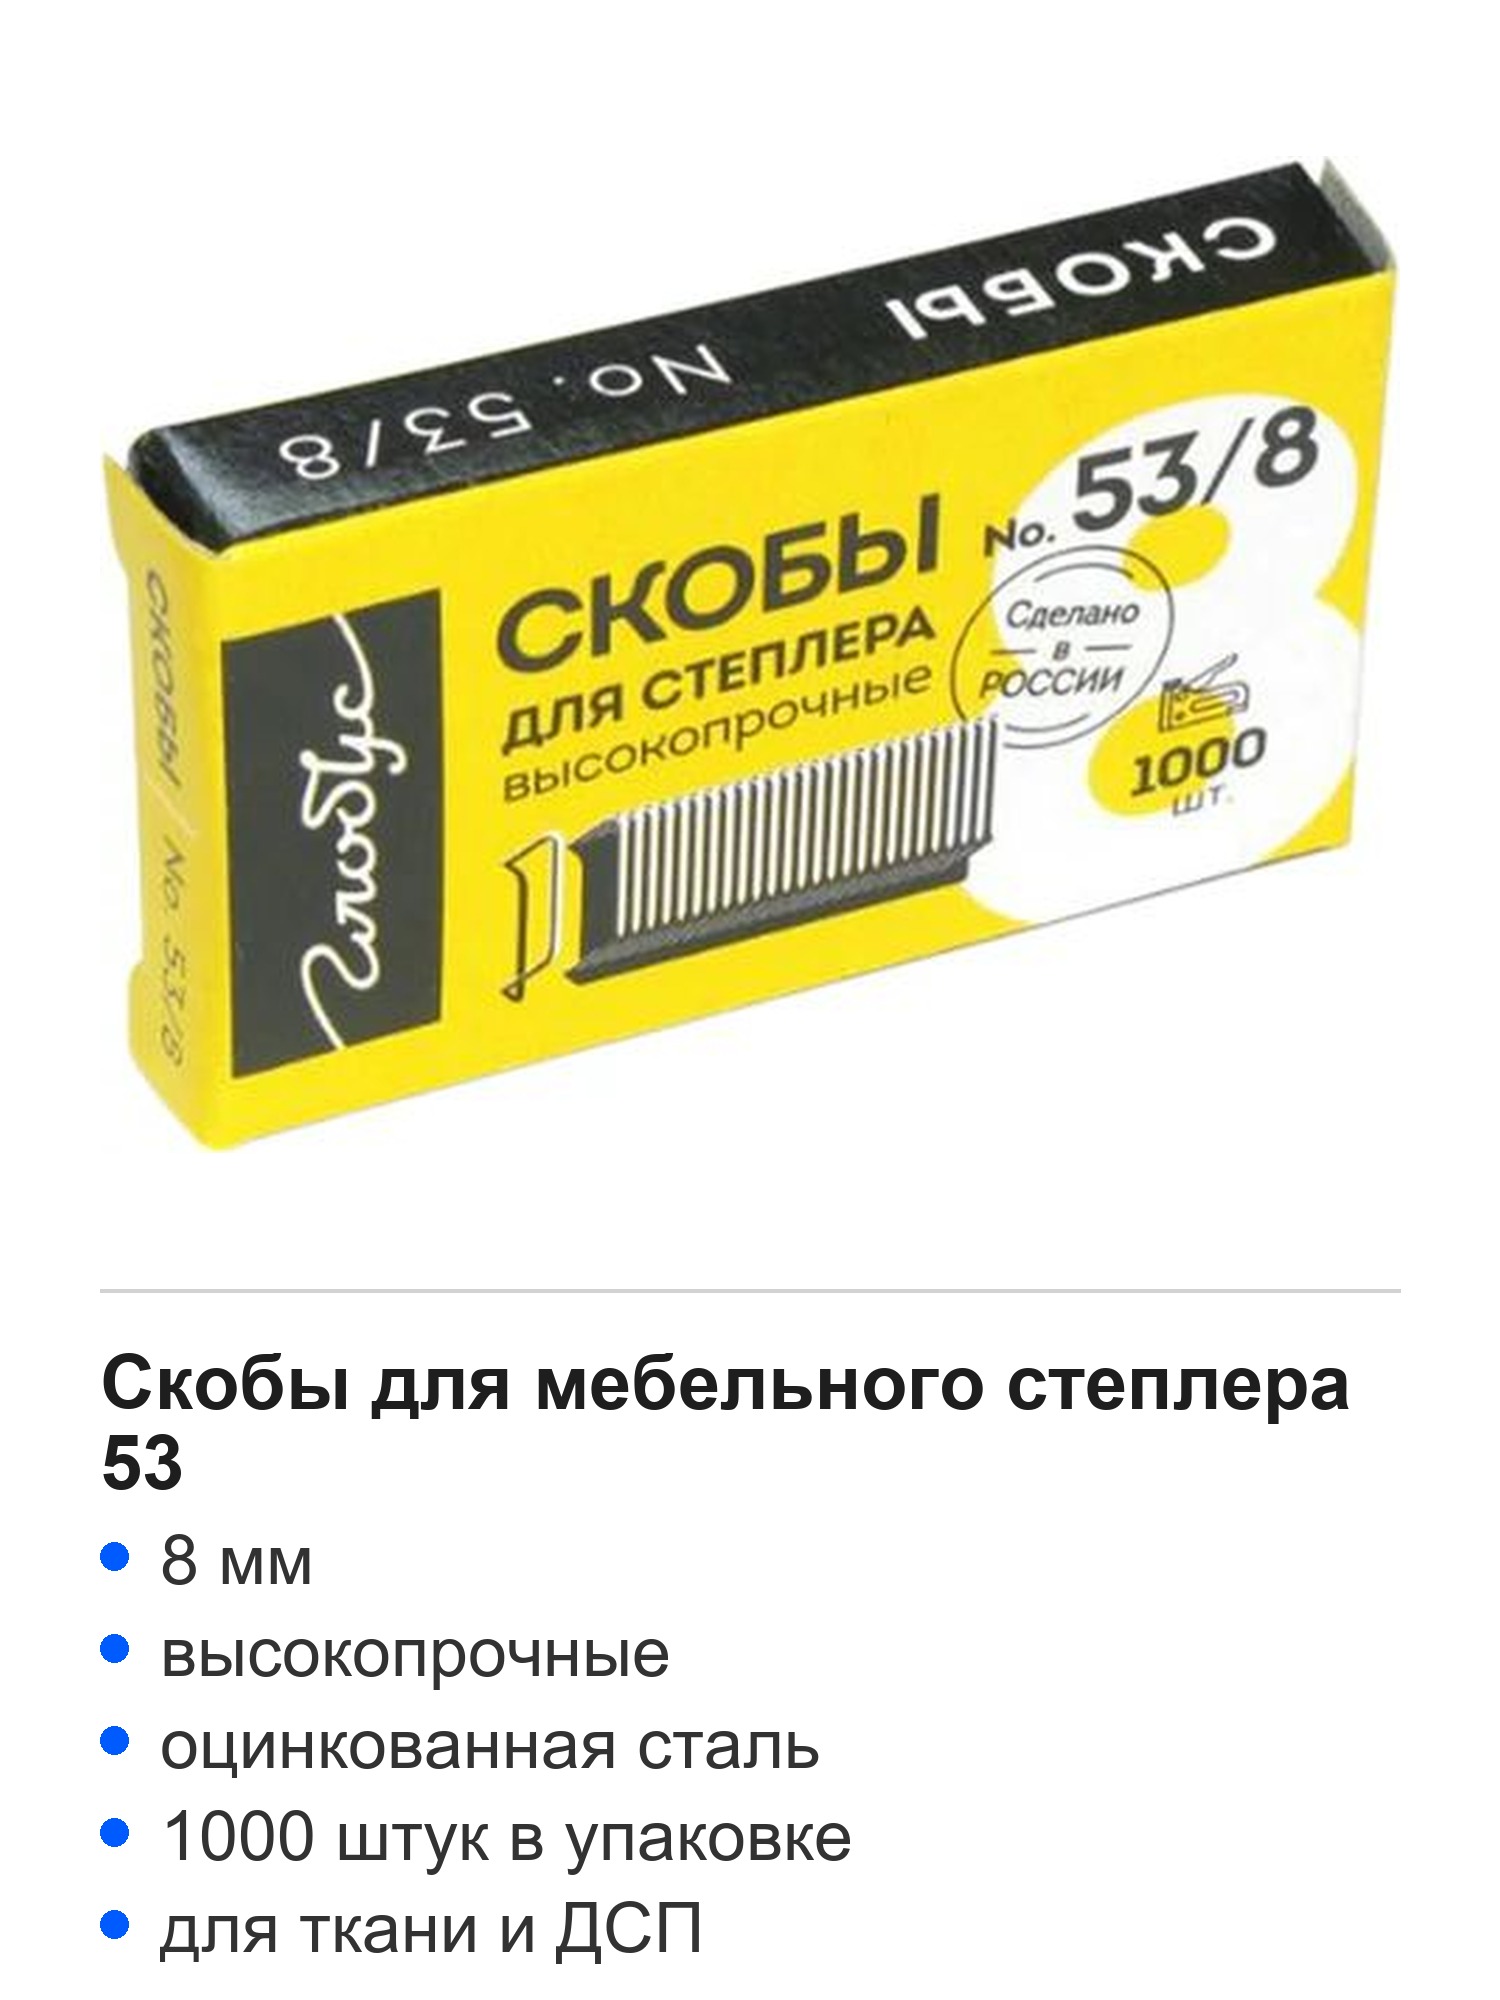 СКОБЫ
No. 53/8
СКОБЫ | No. 53/8
Глобус
СКОБЫ
ДЛЯ СТЕПЛЕРА
высокопрочные
No. 53/8
Сделано
в
РОССИИ
1000
шт.
Скобы для мебельного степлера
53
8 мм
высокопрочные
оцинкованная сталь
1000 штук в упаковке
для ткани и ДСП